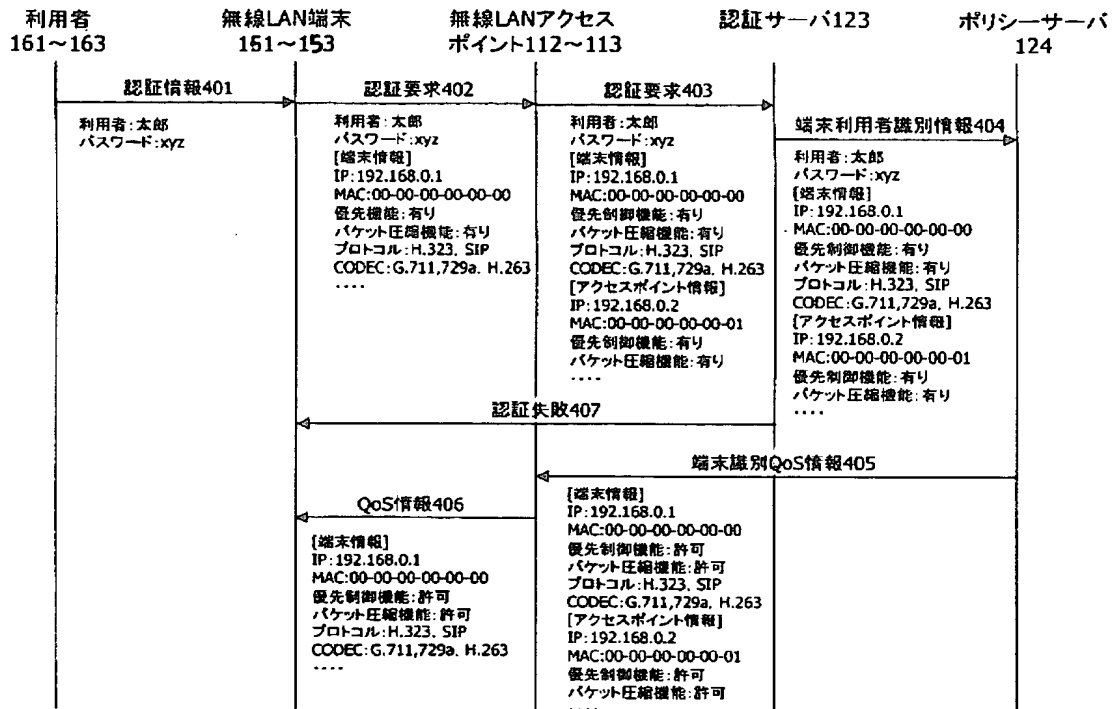 利用者
161～163
無線LAN端末
151～153
無線LANアクセス
ポイント112～113
認証サーバ123
ポリシーサーバ
124
認証情報401
利用者:太郎
パスワード:xyz
認証要求402
利用者:太郎
パスワード:xyz
[端末情報]
IP:192.168.0.1
MAC:00-00-00-00-00-00
優先機能:有り
パケット圧縮機能:有り
プロトコル:H.323, SIP
CODEC:G.711,729a, H.263
....
認証要求403
利用者:太郎
パスワード:xyz
[端末情報]
IP:192.168.0.1
MAC:00-00-00-00-00-00
優先制御機能:有り
パケット圧縮機能:有り
プロトコル:H.323, SIP
CODEC:G.711,729a, H.263
[アクセスポイント情報]
IP:192.168.0.2
MAC:00-00-00-00-00-01
優先制御機能:有り
パケット圧縮機能:有り
....
端末利用者識別情報404
利用者:太郎
パスワード:xyz
[端末情報]
IP:192.168.0.1
MAC:00-00-00-00-00-00
優先制御機能:有り
パケット圧縮機能:有り
プロトコル:H.323, SIP
CODEC:G.711,729a, H.263
[アクセスポイント情報]
IP:192.168.0.2
MAC:00-00-00-00-00-01
優先制御機能:有り
パケット圧縮機能:有り
....
認証失敗407
端末識別QoS情報405
[端末情報]
IP:192.168.0.1
MAC:00-00-00-00-00-00
優先制御機能:許可
パケット圧縮機能:許可
プロトコル:H.323, SIP
CODEC:G.711,729a, H.263
[アクセスポイント情報]
IP:192.168.0.2
MAC:00-00-00-00-00-01
優先制御機能:許可
パケット圧縮機能:許可
....
QoS情報406
[端末情報]
IP:192.168.0.1
MAC:00-00-00-00-00-00
優先制御機能:許可
パケット圧縮機能:許可
プロトコル:H.323, SIP
CODEC:G.711,729a, H.263
....